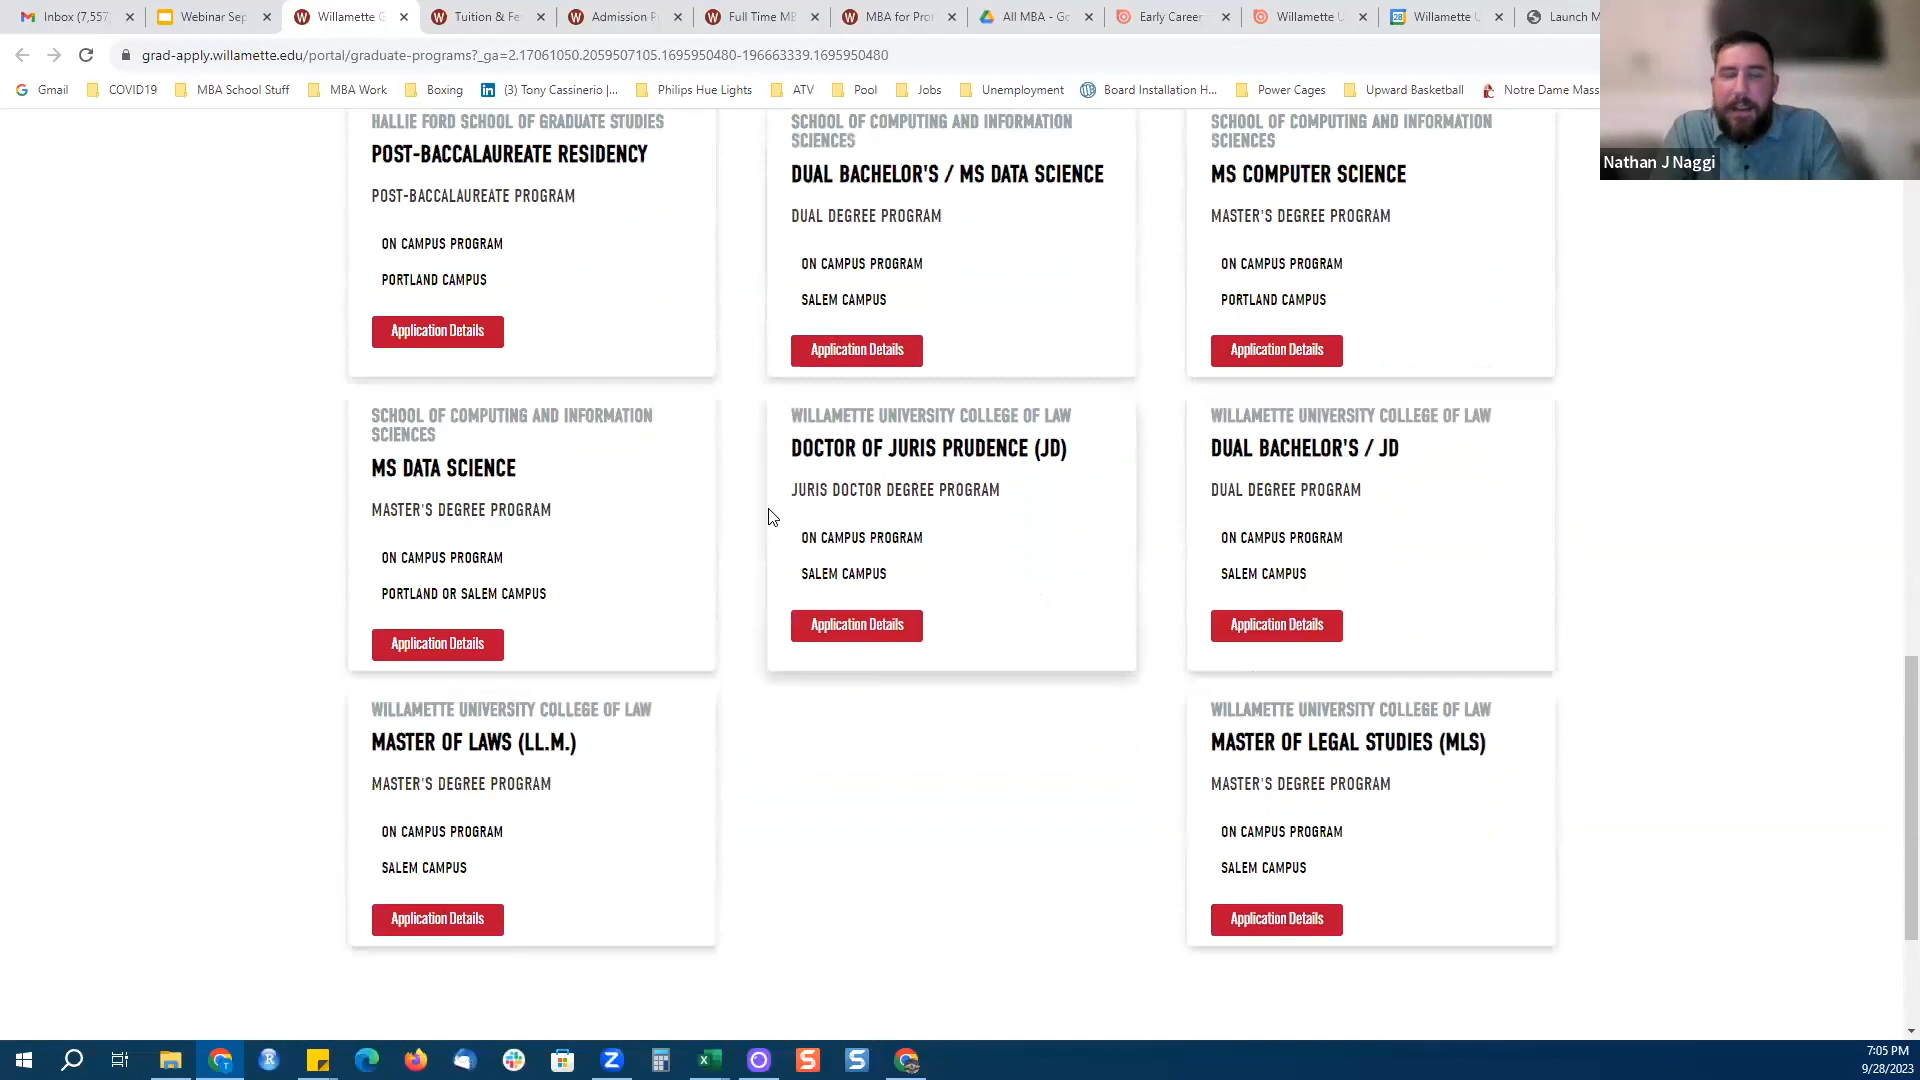 Inbox (7,557
Webinar Sep
Willamette G
Tuition & Fe
Admission P
Full Time MB
MBA for Pro
All MBA - Go
Early Career
Willamette U
Willamette U
Launch M
grad-apply.willamette.edu/portal/graduate-programs?_ga=2.17061050.2059507105.1695950480-196663339.1695950480
Gmail
COVID19
MBA School Stuff
MBA Work
Boxing
(3) Tony Cassinerio |...
Philips Hue Lights
ATV
Pool
Jobs
Unemployment
Board Installation H...
Power Cages
Upward Basketball
Notre Dame Mass
Nathan J Naggi
HALLIE FORD SCHOOL OF GRADUATE STUDIES
POST-BACCALAUREATE RESIDENCY
POST-BACCALAUREATE PROGRAM
ON CAMPUS PROGRAM
PORTLAND CAMPUS
Application Details
SCHOOL OF COMPUTING AND INFORMATION
SCIENCES
DUAL BACHELOR'S / MS DATA SCIENCE
DUAL DEGREE PROGRAM
ON CAMPUS PROGRAM
SALEM CAMPUS
Application Details
SCHOOL OF COMPUTING AND INFORMATION
SCIENCES
MS COMPUTER SCIENCE
MASTER'S DEGREE PROGRAM
ON CAMPUS PROGRAM
PORTLAND CAMPUS
Application Details
SCHOOL OF COMPUTING AND INFORMATION
SCIENCES
MS DATA SCIENCE
MASTER'S DEGREE PROGRAM
ON CAMPUS PROGRAM
PORTLAND OR SALEM CAMPUS
Application Details
WILLAMETTE UNIVERSITY COLLEGE OF LAW
DOCTOR OF JURIS PRUDENCE (JD)
JURIS DOCTOR DEGREE PROGRAM
ON CAMPUS PROGRAM
SALEM CAMPUS
Application Details
WILLAMETTE UNIVERSITY COLLEGE OF LAW
DUAL BACHELOR'S / JD
DUAL DEGREE PROGRAM
ON CAMPUS PROGRAM
SALEM CAMPUS
Application Details
WILLAMETTE UNIVERSITY COLLEGE OF LAW
MASTER OF LAWS (LL.M.)
MASTER'S DEGREE PROGRAM
ON CAMPUS PROGRAM
SALEM CAMPUS
Application Details
WILLAMETTE UNIVERSITY COLLEGE OF LAW
MASTER OF LEGAL STUDIES (MLS)
MASTER'S DEGREE PROGRAM
ON CAMPUS PROGRAM
SALEM CAMPUS
Application Details
7:05 PM
9/28/2023